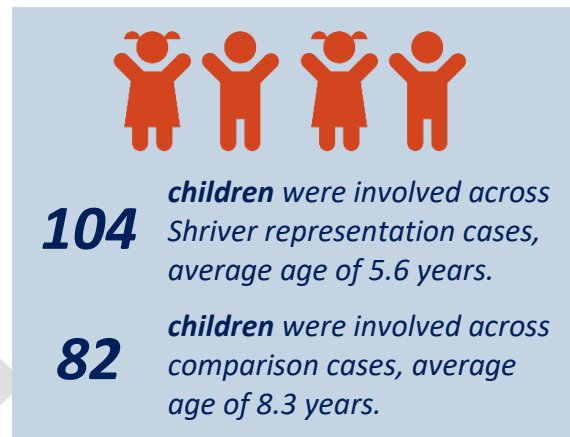 104
children were involved across
Shriver representation cases,
average age of 5.6 years.
82
children were involved across
comparison cases, average
age of 8.3 years.